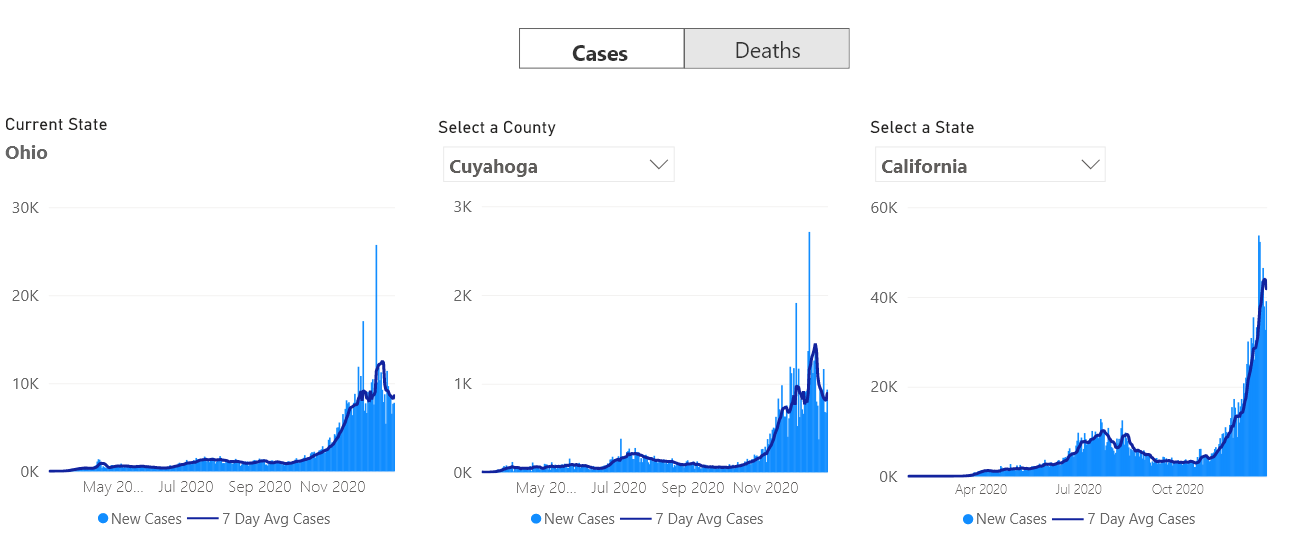 Cases
Deaths
Current State
Ohio
30K
20K
10K
0K
May 20...
Jul 2020
Sep 2020
Nov 2020
New Cases
7 Day Avg Cases
Select a County
Cuyahoga
3K
2K
1K
0K
May 20...
Jul 2020
Sep 2020
Nov 2020
New Cases
7 Day Avg Cases
Select a State
California
60K
40K
20K
0K
Apr 2020
Jul 2020
Oct 2020
New Cases
7 Day Avg Cases